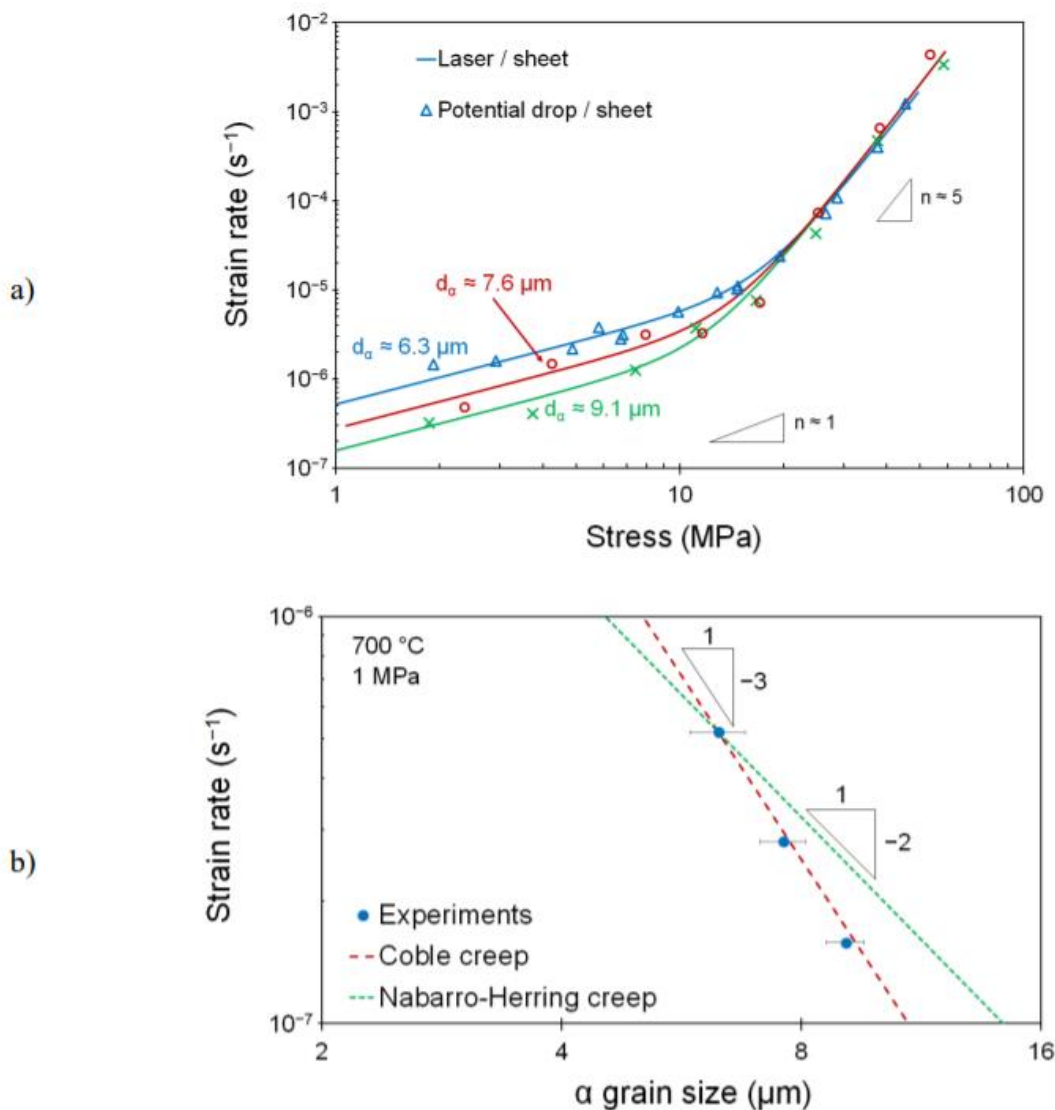 a)
10⁻²
10⁻³
10⁻⁴
10⁻⁵
10⁻⁶
10⁻⁷
Strain rate (s⁻¹)
Laser / sheet
Potential drop / sheet
n ≈ 5
dα ≈ 7.6 µm
dα ≈ 6.3 µm
dα ≈ 9.1 µm
n ≈ 1
1
10
100
Stress (MPa)
b)
10⁻⁶
10⁻⁷
Strain rate (s⁻¹)
700 °C
1 MPa
1
−3
1
−2
Experiments
Coble creep
Nabarro-Herring creep
2
4
8
16
α grain size (µm)